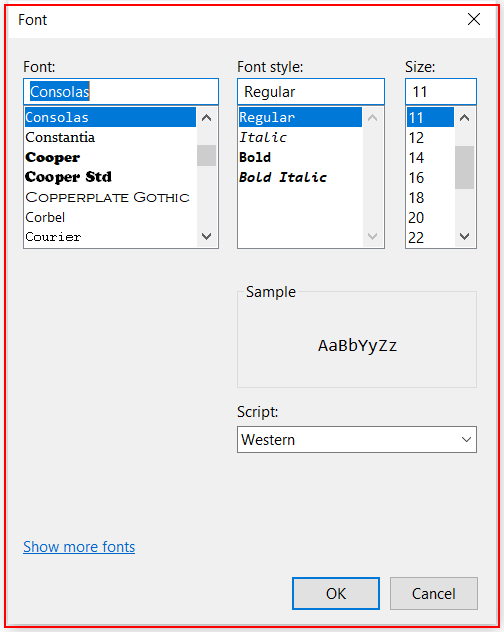 Font
Font:
Consolas
Consolas
Constantia
Cooper
Cooper Std
Copperplate Gothic
Corbel
Courier
Font style:
Regular
Regular
Italic
Bold
Bold Italic
Size:
11
11
12
14
16
18
20
22
Sample
AaBbYyZz
Script:
Western
Show more fonts
OK
Cancel